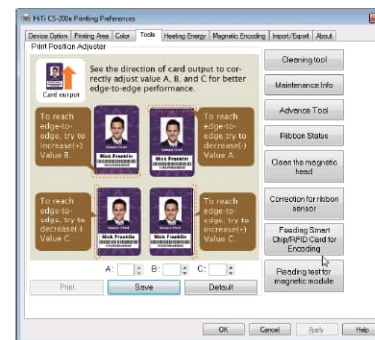 HiTi CS-200e Printing Preferences
Device Option Printing Area Color Tools Heating Energy Magnetic Encoding Import/Export About
Print Position Adjuster
Card output
See the direction of card output to cor-
rectly adjust value A, B, and C for better
edge-to-edge performance.
To reach
edge-to-
edge, try to
increase(+)
Value B.
Nick Franklin
To reach
edge-to-
edge, try to
decrease(-)
Value A.
Nick Franklin
To reach
edge-to-
edge, try to
decrease(-)
Value C.
Nick Franklin
To reach
edge-to-
edge, try to
increase(+)
Value C.
Nick Franklin
A: B: C:
Print Save Default
Cleaning tool
Maintenance Info
Advance Tool
Ribbon Status
Clean the magnetic
head
Correction for ribbon
sensor
Feeding Smart
Chip/RFID Card for
Encoding
Reading test for
magnetic module
OK Cancel Apply Help